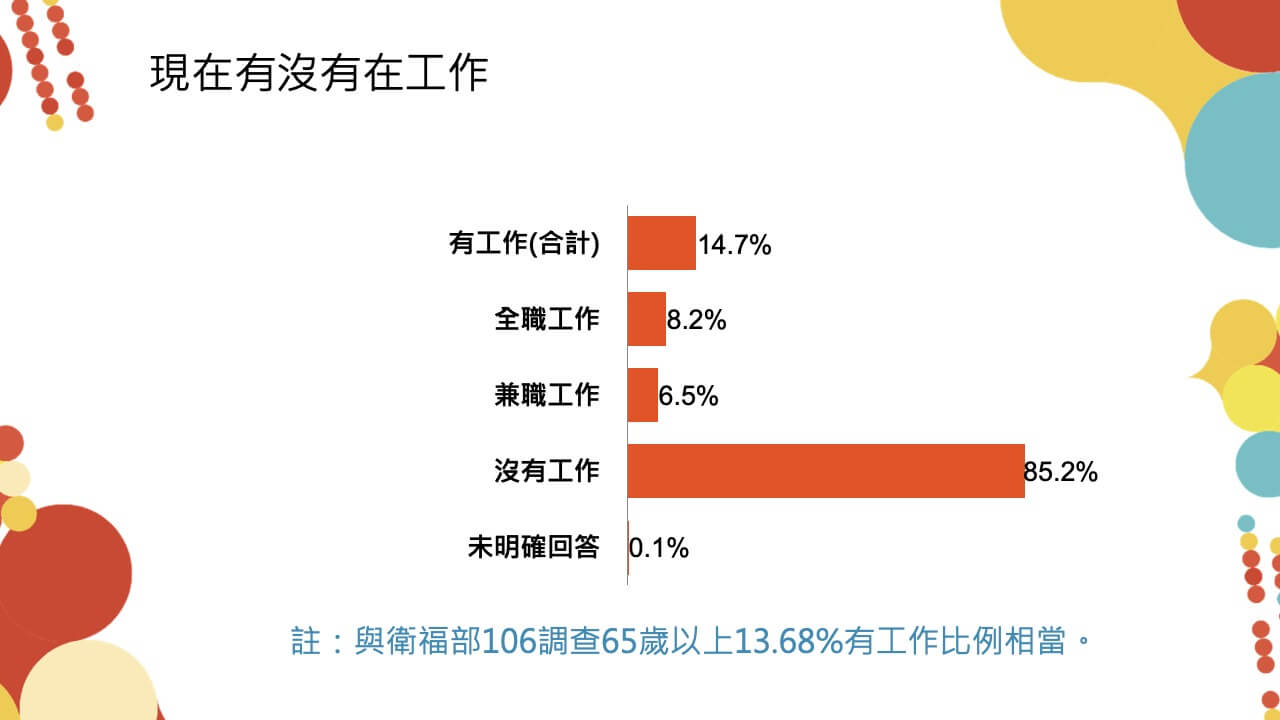 現在有沒有在工作
有工作(合計) 14.7%
全職工作 8.2%
兼職工作 6.5%
沒有工作 85.2%
未明確回答 0.1%
註：與衛福部106調查65歲以上13.68%有工作比例相當。